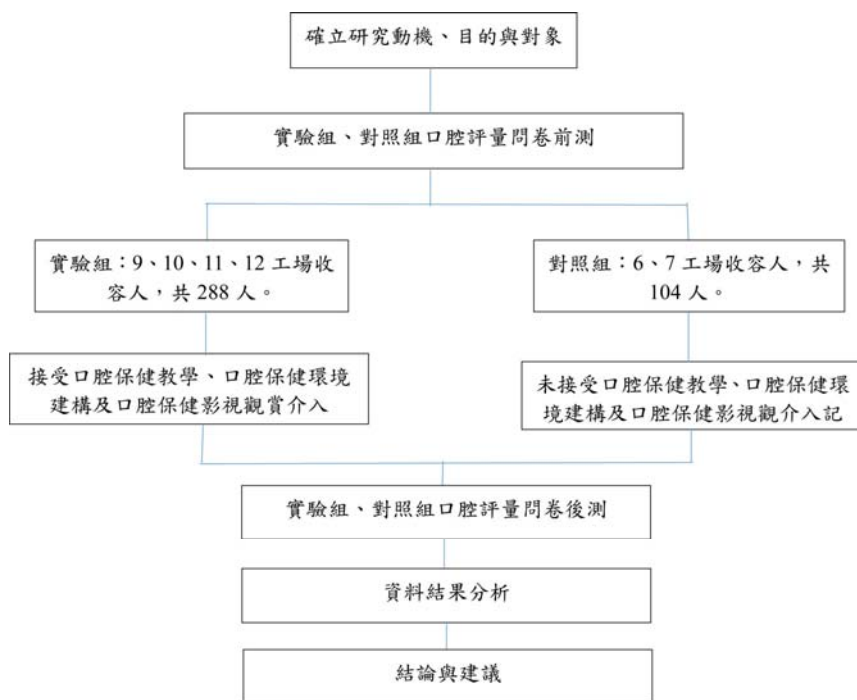 確立研究動機、目的與對象
實驗組、對照組口腔評量問卷前測
實驗組：9、10、11、12 工場收
容人，共 288 人。
對照組：6、7 工場收容人，共
104 人。
接受口腔保健教學、口腔保健環境
建構及口腔保健影視觀賞介入
未接受口腔保健教學、口腔保健環
境建構及口腔保健影視觀介入記
實驗組、對照組口腔評量問卷後測
資料結果分析
結論與建議